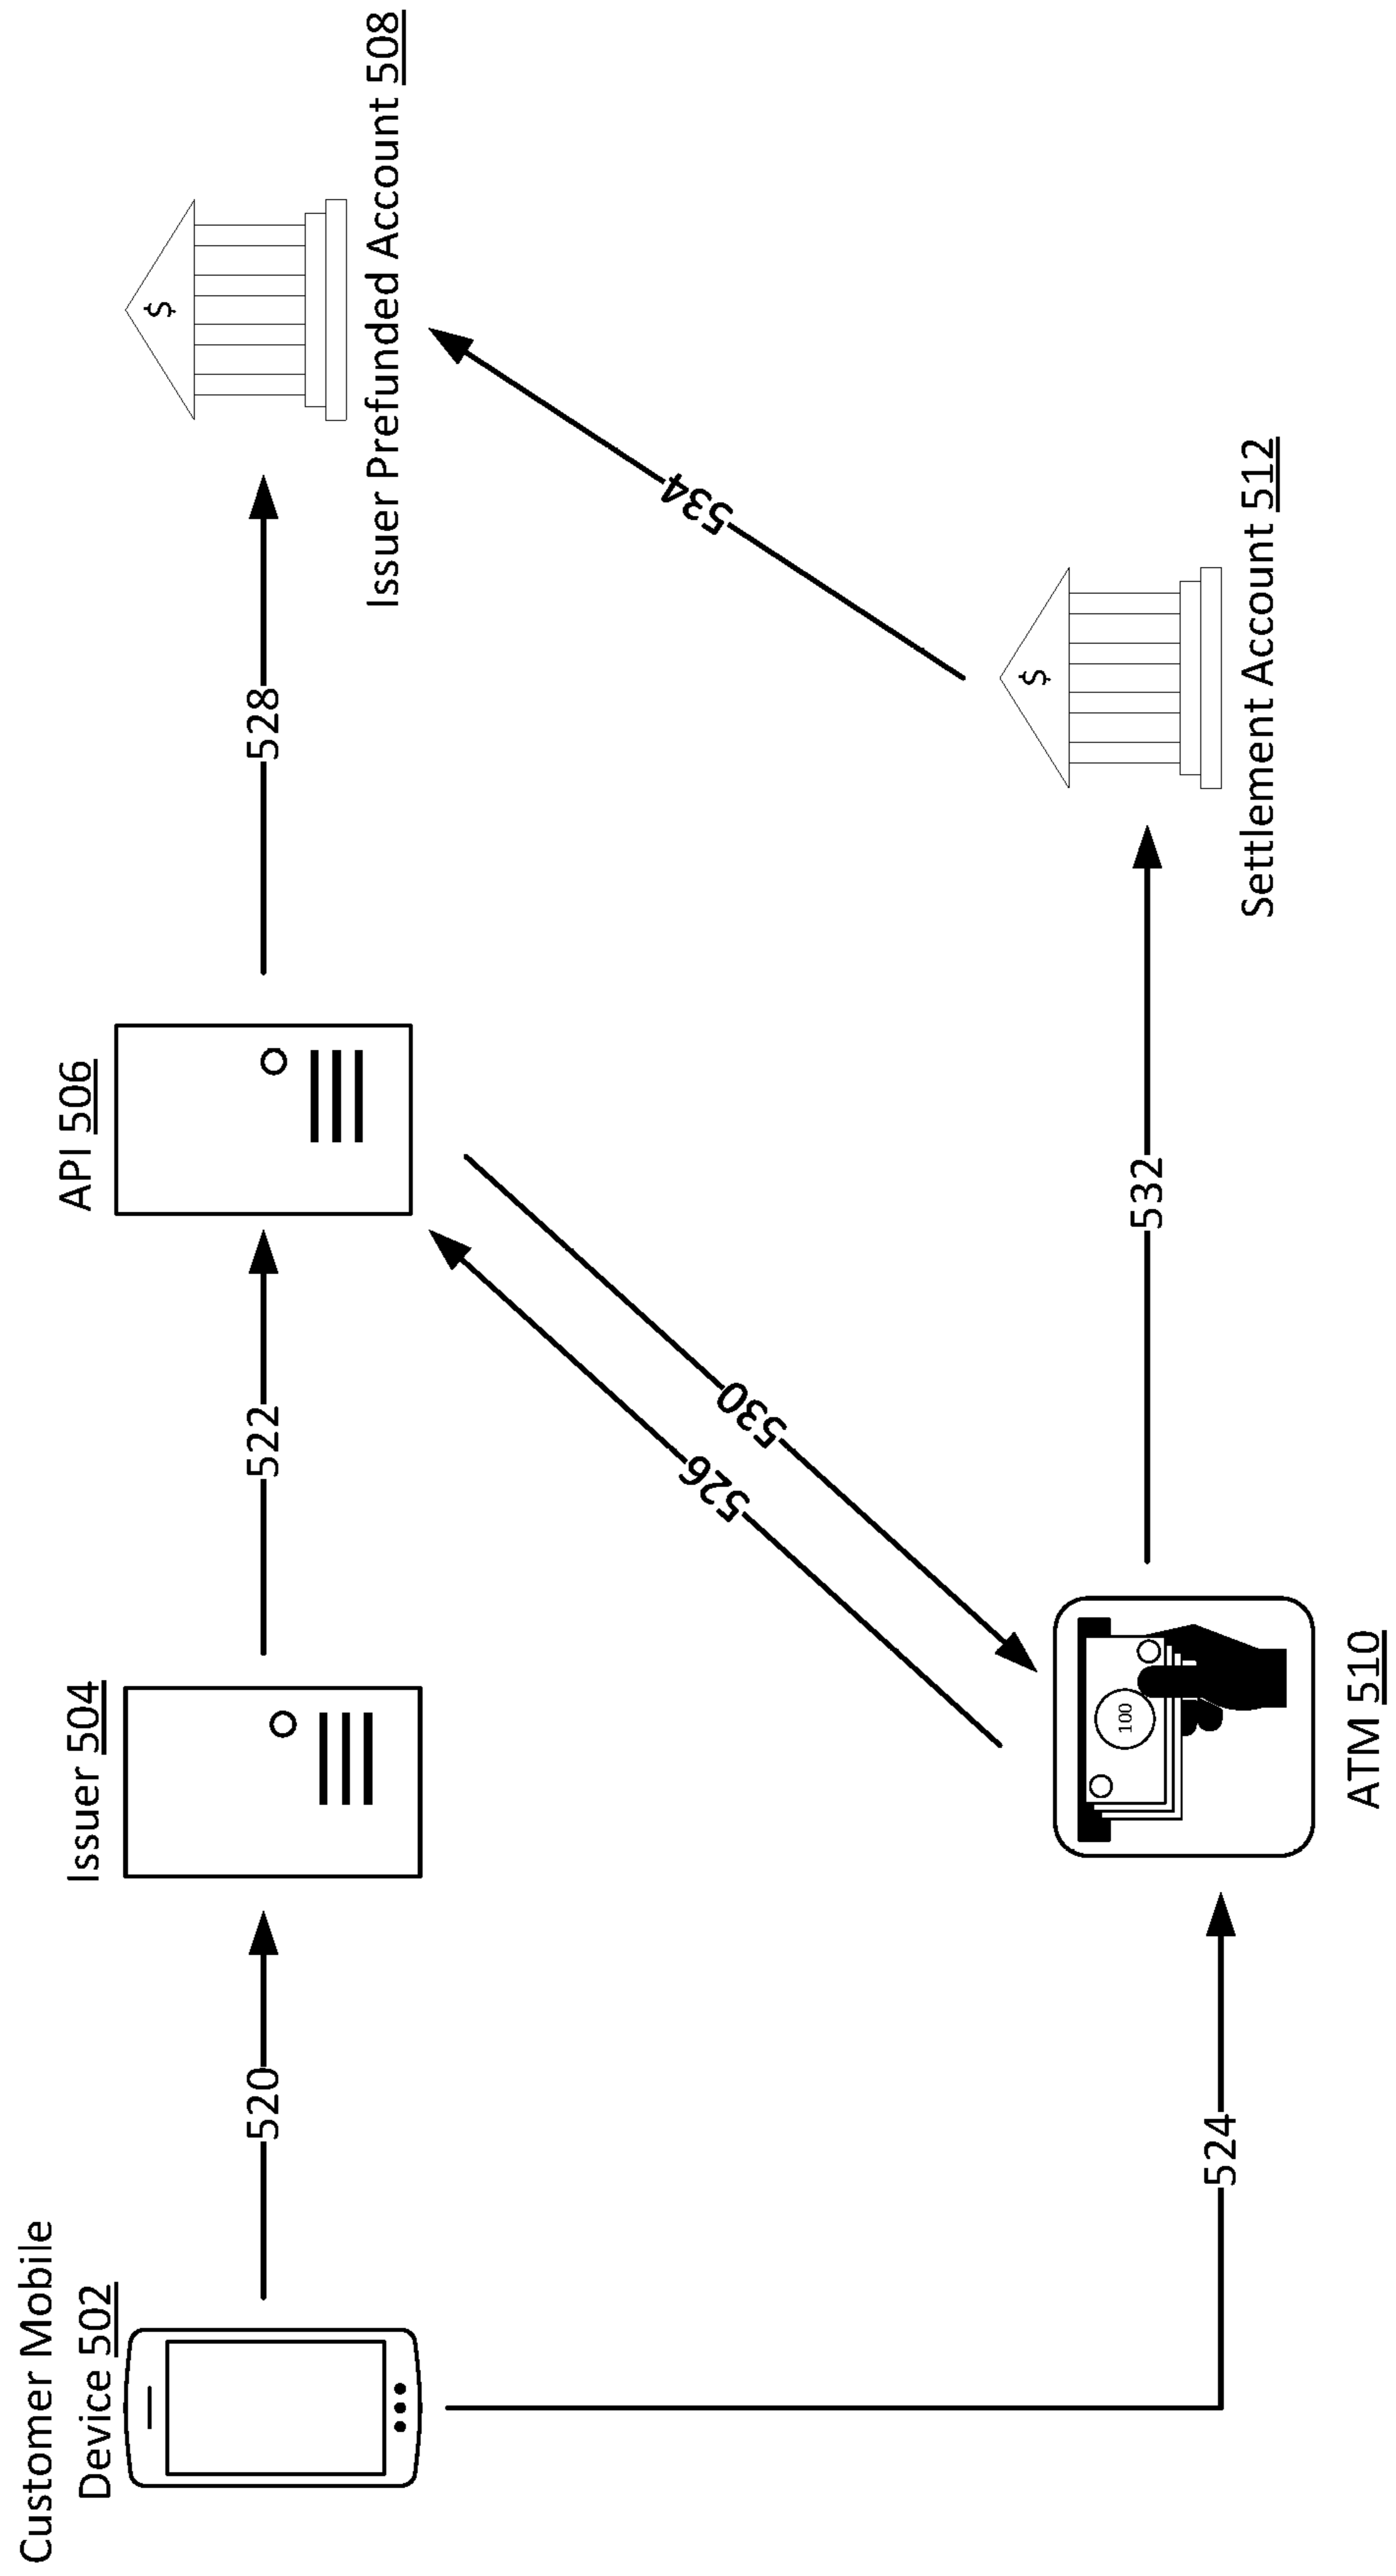 Customer Mobile
Device 502
Issuer 504
API 506
520
522
528
$
Issuer Prefunded Account 508
526
530
534
524
100
ATM 510
532
$
Settlement Account 512